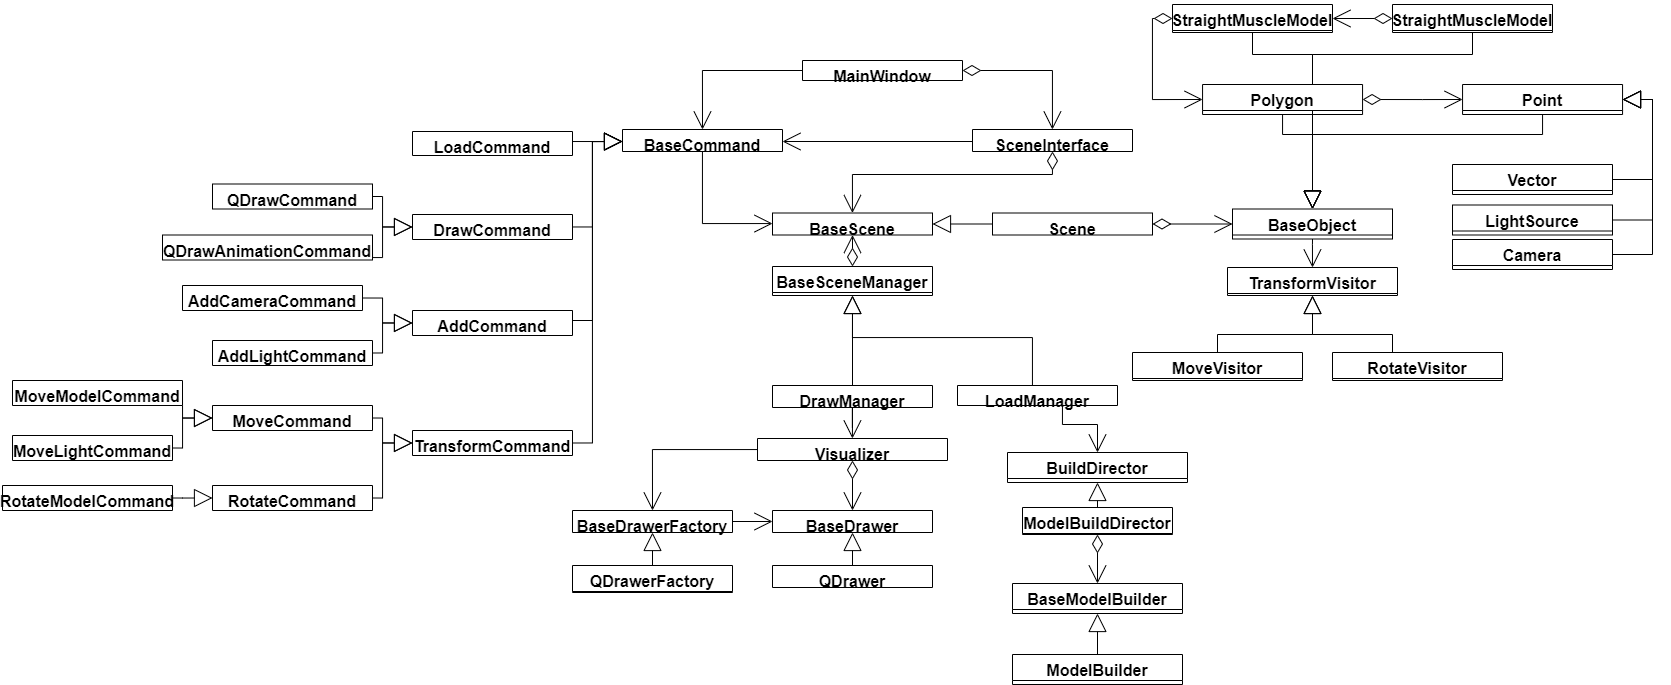 StraightMuscleModel
StraightMuscleModel
MainWindow
Polygon
Point
LoadCommand
BaseCommand
SceneInterface
Vector
QDrawCommand
DrawCommand
BaseScene
Scene
BaseObject
LightSource
QDrawAnimationCommand
Camera
BaseSceneManager
TransformVisitor
AddCameraCommand
AddCommand
AddLightCommand
MoveVisitor
RotateVisitor
MoveModelCommand
DrawManager
LoadManager
MoveCommand
MoveLightCommand
TransformCommand
Visualizer
BuildDirector
RotateModelCommand
RotateCommand
BaseDrawerFactory
BaseDrawer
ModelBuildDirector
QDrawerFactory
QDrawer
BaseModelBuilder
ModelBuilder